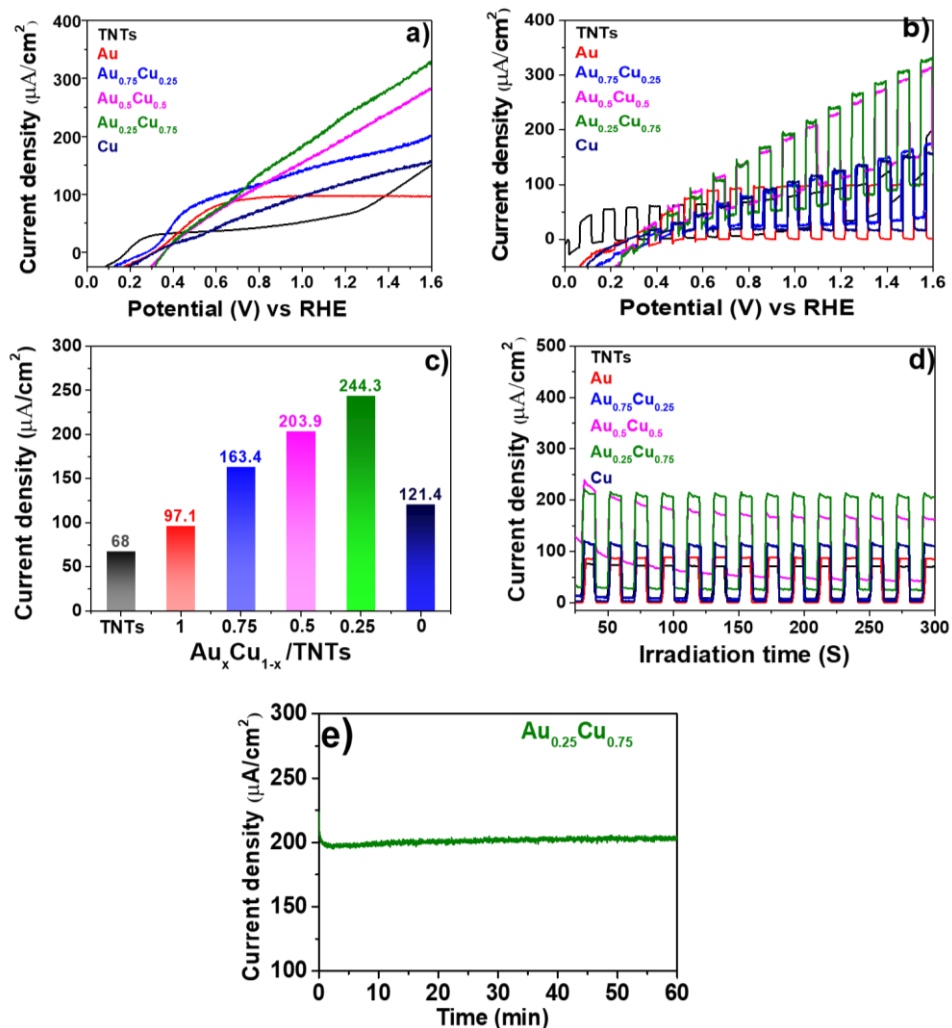 a)
TNTs
Au
Au0.75Cu0.25
Au0.5Cu0.5
Au0.25Cu0.75
Cu
Current density (μA/cm²)
400
300
200
100
0
0.0 0.2 0.4 0.6 0.8 1.0 1.2 1.4 1.6
Potential (V) vs RHE
b)
TNTs
Au
Au0.75Cu0.25
Au0.5Cu0.5
Au0.25Cu0.75
Cu
Current density (μA/cm²)
400
300
200
100
0
0.0 0.2 0.4 0.6 0.8 1.0 1.2 1.4 1.6
Potential (V) vs RHE
c)
Current density (μA/cm²)
300
250
200
150
100
50
0
68
97.1
163.4
203.9
244.3
121.4
TNTs 1 0.75 0.5 0.25 0
AuxCu1-x/TNTs
d)
TNTs
Au
Au0.75Cu0.25
Au0.5Cu0.5
Au0.25Cu0.75
Cu
Current density (μA/cm²)
500
400
300
200
100
0
50 100 150 200 250 300
Irradiation time (S)
e)
Au0.25Cu0.75
Current density (μA/cm²)
300
250
200
150
100
0 10 20 30 40 50 60
Time (min)